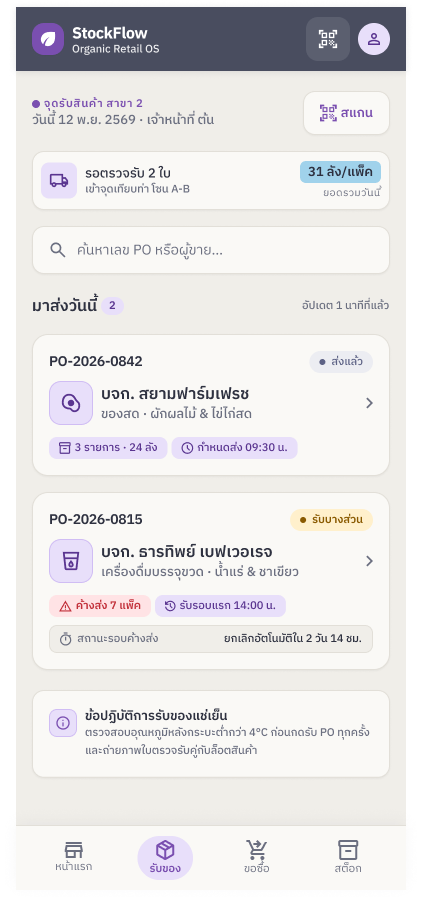 StockFlow
Organic Retail OS
จุดรับสินค้า สาขา 2
วันนี้ 12 พ.ย. 2569 · เจ้าหน้าที่ ต้น
สแกน
รอตรวจรับ 2 ใบ
เข้าจุดเทียบท่า โซน A-B
31 ลัง/แพ็ค
ยอดรวมวันนี้
ค้นหาเลข PO หรือผู้ขาย...
มาส่งวันนี้ 2
อัปเดต 1 นาทีที่แล้ว
PO-2026-0842
ส่งแล้ว
บจก. สยามฟาร์มเฟรช
ของสด · ผักผลไม้ & ไข่ไก่สด
3 รายการ · 24 ลัง
กำหนดส่ง 09:30 น.
PO-2026-0815
รับบางส่วน
บจก. ธารทิพย์ เบฟเวอเรจ
เครื่องดื่มบรรจุขวด · น้ำแร่ & ชาเขียว
ค้างส่ง 7 แพ็ค
รับรอบแรก 14:00 น.
สถานะรอบค้างส่ง
ยกเลิกอัตโนมัติใน 2 วัน 14 ชม.
ข้อปฏิบัติการรับของแช่เย็น
ตรวจสอบอุณหภูมิหลังกระบะต่ำกว่า 4°C ก่อนกดรับ PO ทุกครั้ง
และถ่ายภาพใบตรวจรับคู่กับล็อตสินค้า
หน้าแรก
รับของ
ขอซื้อ
สต็อก